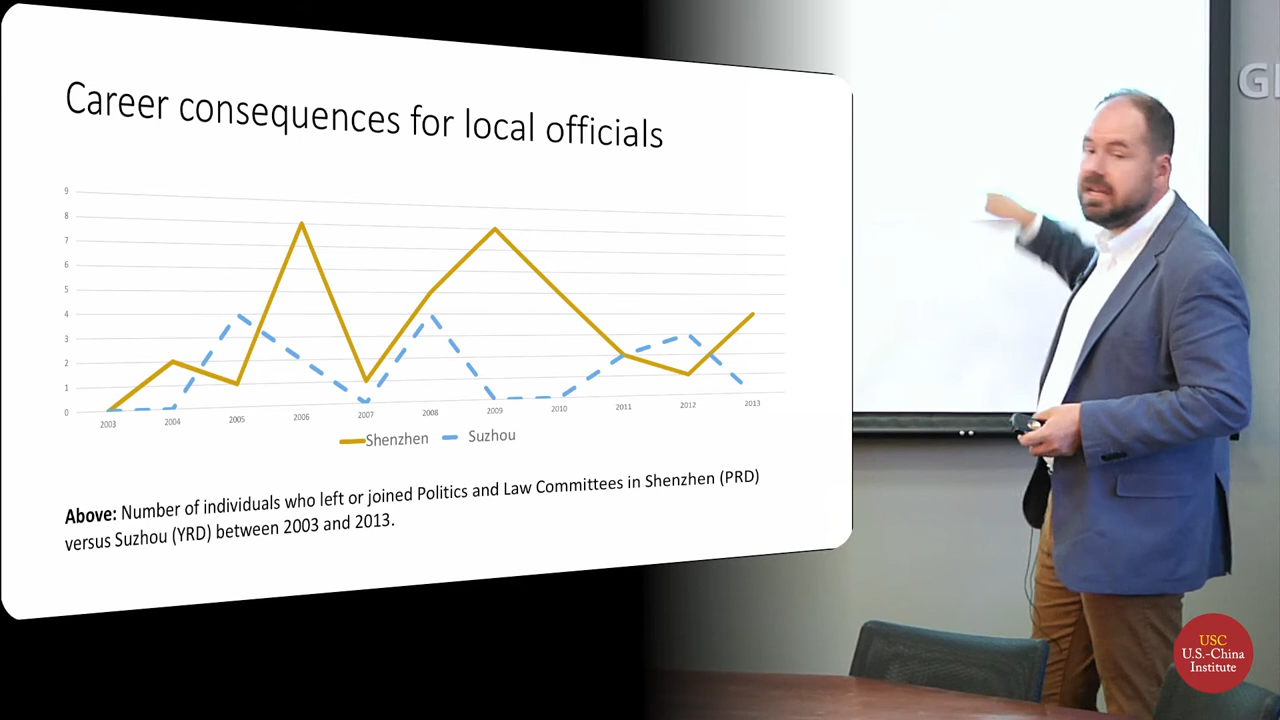 Career consequences for local officials
9
8
7
6
5
4
3
2
1
0
2003 2004 2005 2006 2007 2008 2009 2010 2011 2012 2013
Shenzhen Suzhou
Above: Number of individuals who left or joined Politics and Law Committees in Shenzhen (PRD)
versus Suzhou (YRD) between 2003 and 2013.
USC
U.S.-China
Institute